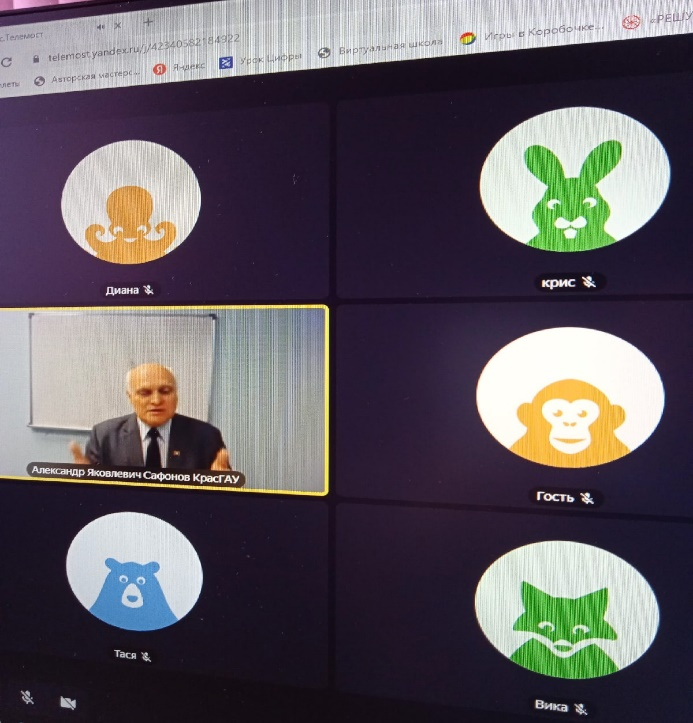 с.Телемост
telemost.yandex.ru/j/42340582184922
Авторская мастерс... Яндекс Урок Цифры Виртуальная школа Игры в Коробочке... «РЕШУ
Диана
крис
Александр Яковлевич Сафонов КрасГАУ
Гость
Тася
Вика